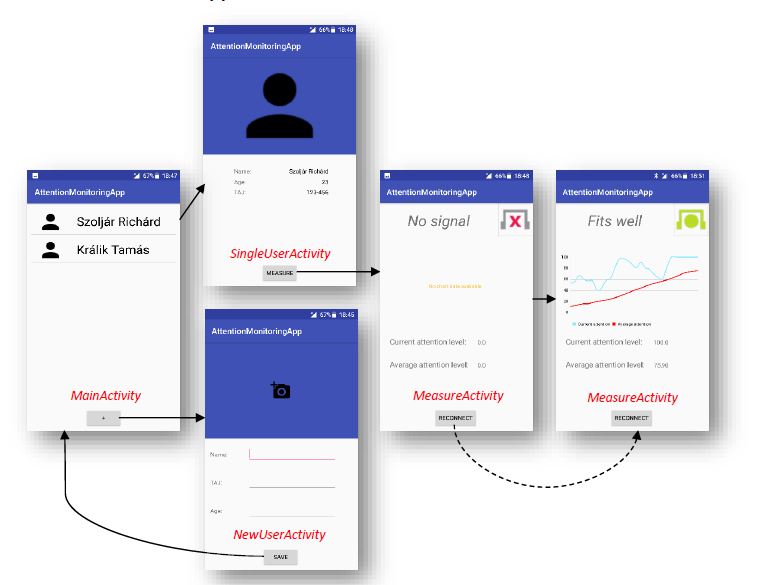 66% 18:48
AttentionMonitoringApp
Name: Szoljár Richárd
Age: 23
TAJ: 193-456
SingleUserActivity
MEASURE
67% 18:47
AttentionMonitoringApp
Szoljár Richárd
Králik Tamás
MainActivity
+
67% 18:45
AttentionMonitoringApp
Name:
TAJ:
Age:
NewUserActivity
SAVE
66% 18:48
AttentionMonitoringApp
No signal
X
No chart data available.
Current attention level: 0.0
Average attention level: 0.0
MeasureActivity
RECONNECT
66% 18:51
AttentionMonitoringApp
Fits well
100
80
60
40
20
0
Current attention Average attention
Current attention level: 100.0
Average attention level: 75.90
MeasureActivity
RECONNECT